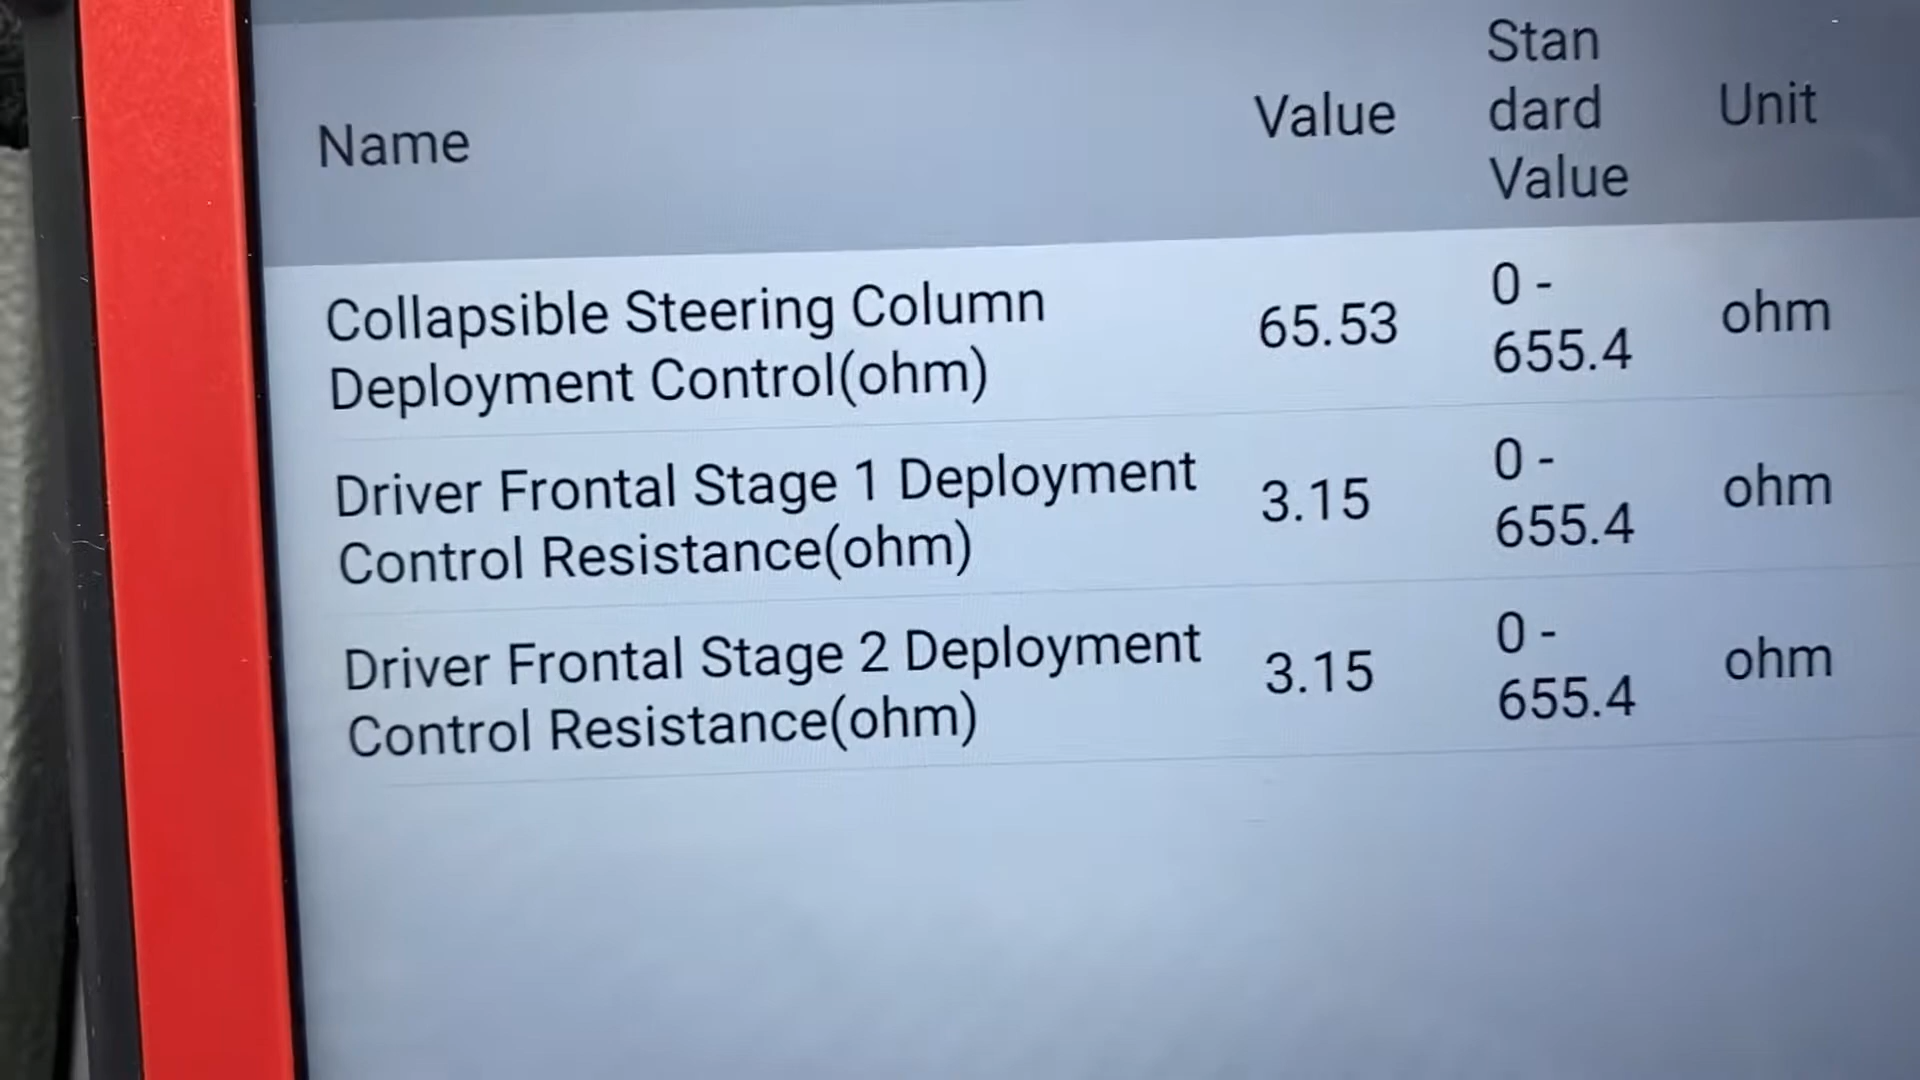 Name Value Stan
dard
Value Unit
Collapsible Steering Column
Deployment Control(ohm) 65.53 0 -
655.4 ohm
Driver Frontal Stage 1 Deployment
Control Resistance(ohm) 3.15 0 -
655.4 ohm
Driver Frontal Stage 2 Deployment
Control Resistance(ohm) 3.15 0 -
655.4 ohm